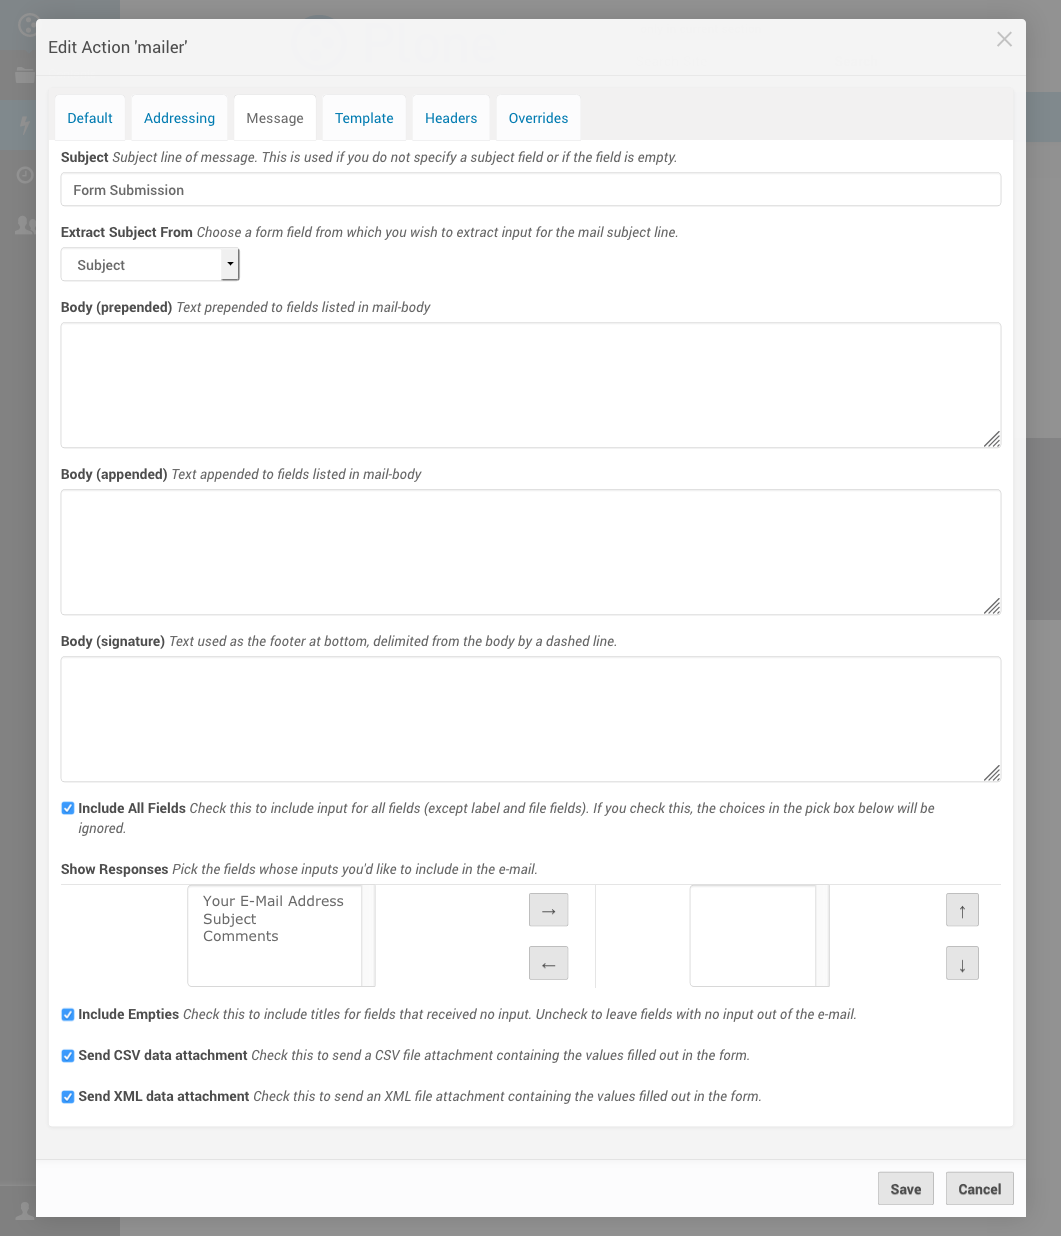 Edit Action 'mailer'
Default Addressing Message Template Headers Overrides
Subject Subject line of message. This is used if you do not specify a subject field or if the field is empty.
Form Submission
Extract Subject From Choose a form field from which you wish to extract input for the mail subject line.
Subject
Body (prepended) Text prepended to fields listed in mail-body
Body (appended) Text appended to fields listed in mail-body
Body (signature) Text used as the footer at bottom, delimited from the body by a dashed line.
Include All Fields Check this to include input for all fields (except label and file fields). If you check this, the choices in the pick box below will be
ignored.
Show Responses Pick the fields whose inputs you'd like to include in the e-mail.
Your E-Mail Address
Subject
Comments
→
←
↑
↓
Include Empties Check this to include titles for fields that received no input. Uncheck to leave fields with no input out of the e-mail.
Send CSV data attachment Check this to send a CSV file attachment containing the values filled out in the form.
Send XML data attachment Check this to send an XML file attachment containing the values filled out in the form.
Save Cancel